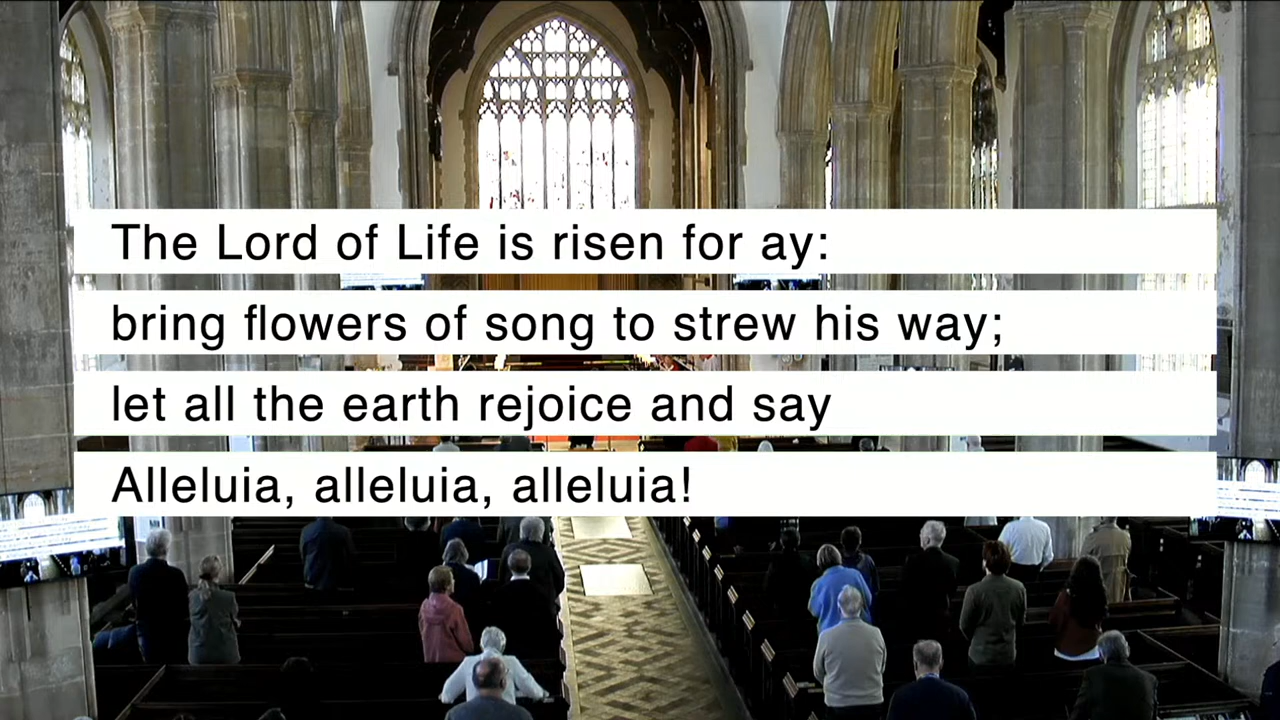 The Lord of Life is risen for ay:
bring flowers of song to strew his way;
let all the earth rejoice and say
Alleluia, alleluia, alleluia!